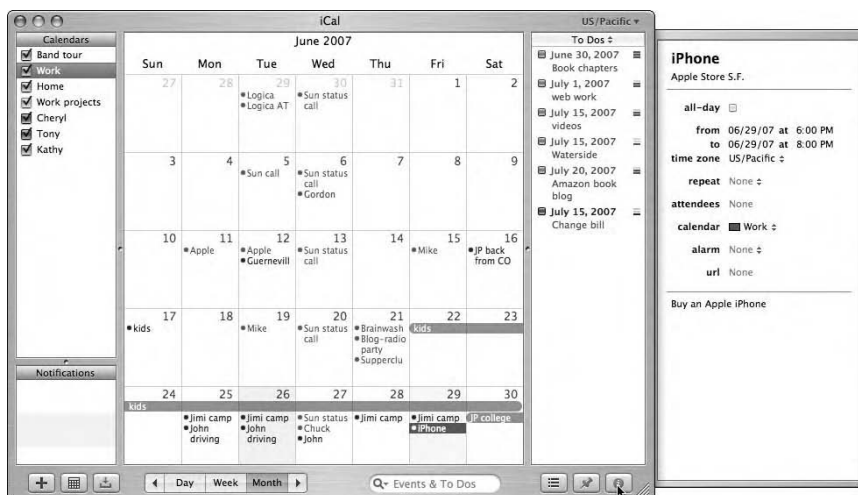 iCal
US/Pacific
Calendars
Band tour
Work
Home
Work projects
Cheryl
Tony
Kathy
Notifications
June 2007
Sun Mon Tue Wed Thu Fri Sat
27 28 29 30 31 1 2
Logica
Logica AT
Sun status
call
3 4 5 6 7 8 9
Sun call
Sun status
call
Gordon
10 11 12 13 14 15 16
Apple
Apple
Guernevill
Sun status
call
Mike
JP back
from CO
17 18 19 20 21 22 23
kids
Mike
Sun status
call
Brainwash
Blog-radio
party
Supperclu
kids
24 25 26 27 28 29 30
kids
Jimi camp
John
driving
Jimi camp
John
driving
Sun status
Chuck
John
Jimi camp
Jimi camp
iPhone
JP college
Day Week Month
Events & To Dos
To Dos
June 30, 2007
Book chapters
July 1, 2007
web work
July 15, 2007
videos
July 15, 2007
Waterside
July 20, 2007
Amazon book
blog
July 15, 2007
Change bill
iPhone
Apple Store S.F.
all-day
from 06/29/07 at 6:00 PM
to 06/29/07 at 8:00 PM
time zone US/Pacific
repeat None
attendees None
calendar Work
alarm None
url None
Buy an Apple iPhone